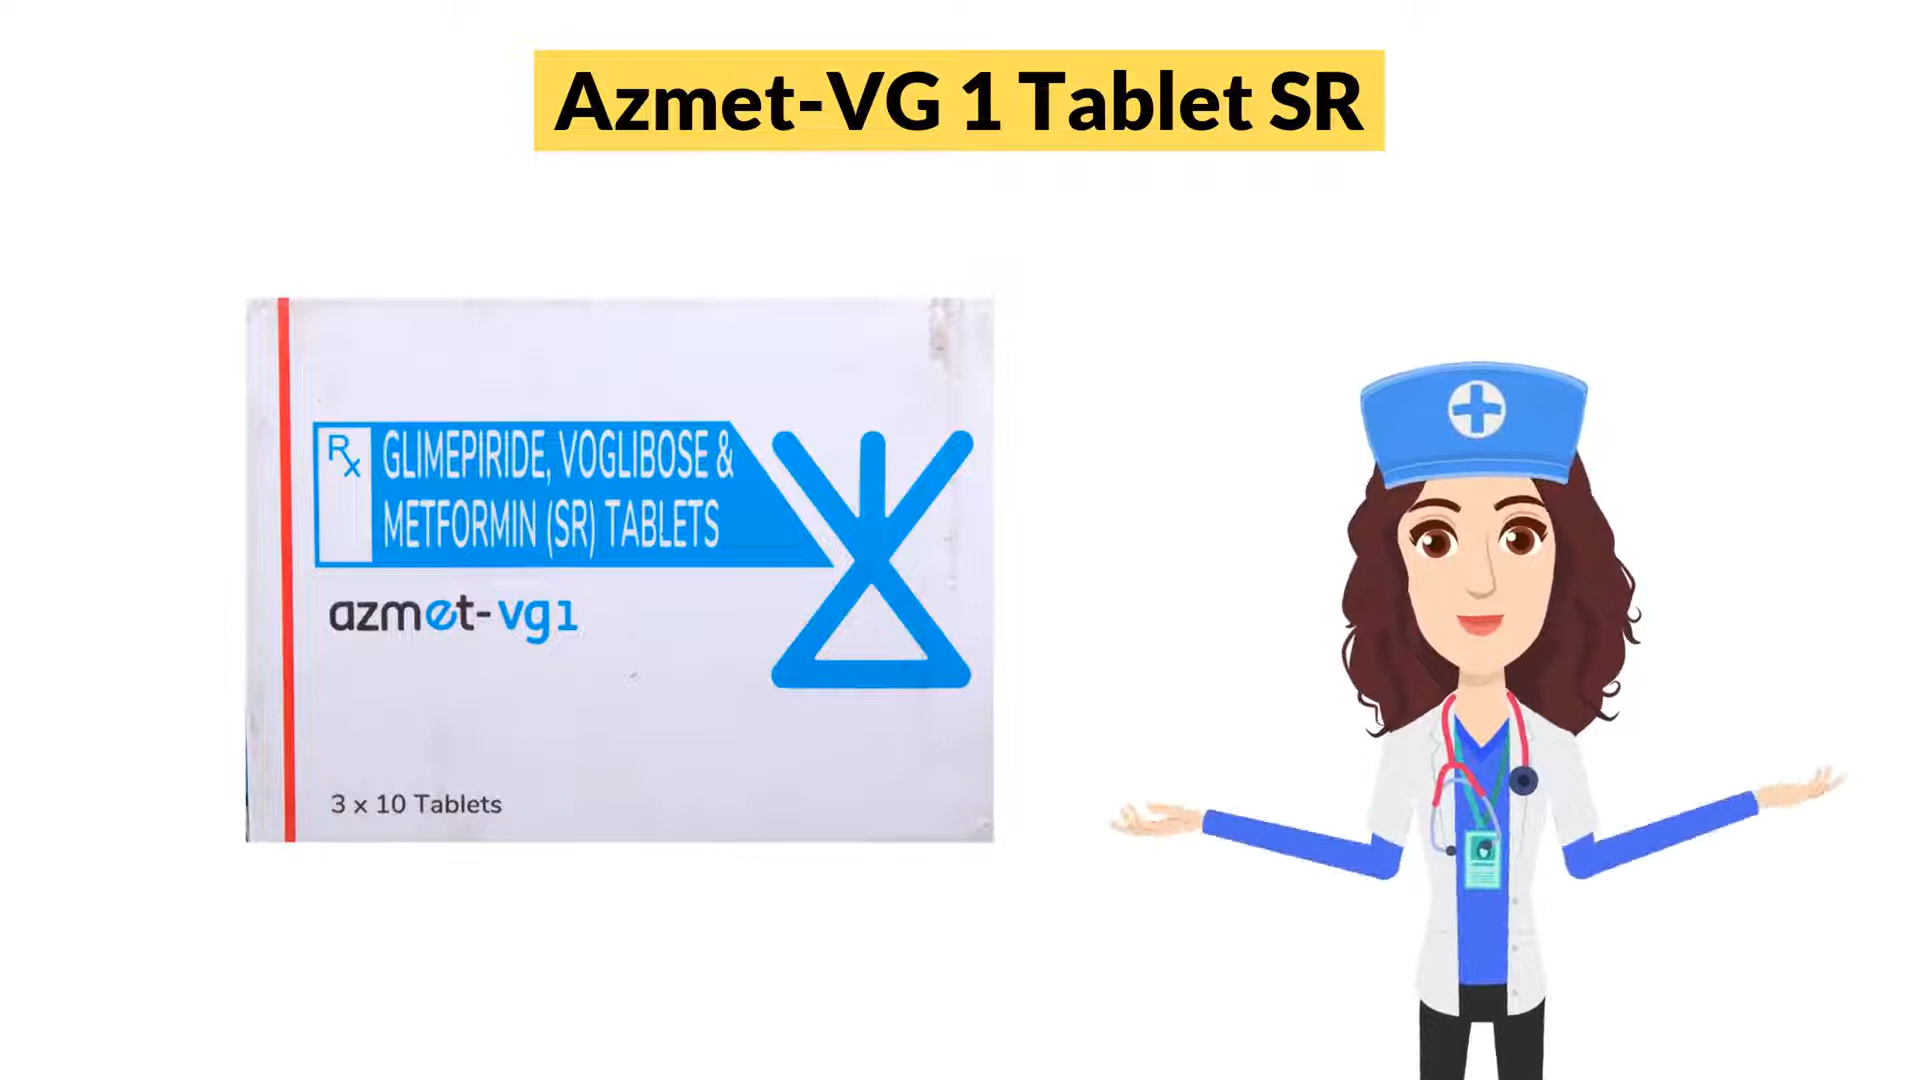 Azmet-VG 1 Tablet SR
Rx
GLIMEPIRIDE, VOGLIBOSE &
METFORMIN (SR) TABLETS
azmet-vg1
3 x 10 Tablets